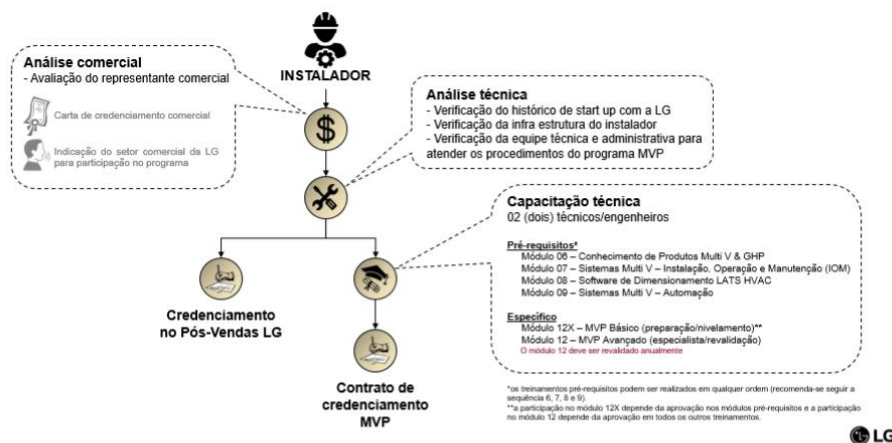 INSTALADOR
Análise comercial
- Avaliação do representante comercial
Carta de credenciamento comercial
Indicação do setor comercial da LG
para participação no programa
$
Análise técnica
- Verificação do histórico de start up com a LG
- Verificação da infra estrutura do instalador
- Verificação da equipe técnica e administrativa para
atender os procedimentos do programa MVP
Capacitação técnica
02 (dois) técnicos/engenheiros
Pré-requisitos*
Módulo 06 – Conhecimento de Produtos Multi V & GHP
Módulo 07 – Sistemas Multi V – Instalação, Operação e Manutenção (IOM)
Módulo 08 – Software de Dimensionamento LATS HVAC
Módulo 09 – Sistemas Multi V – Automação
Específico
Módulo 12X – MVP Básico (preparação/nivelamento)**
Módulo 12 – MVP Avançado (especialista/revalidação)
O módulo 12 deve ser revalidado anualmente
Credenciamento
no Pós-Vendas LG
Contrato de
credenciamento
MVP
*os treinamentos pré-requisitos podem ser realizados em qualquer ordem (recomenda-se seguir a
sequência 6, 7, 8 e 9).
**a participação no módulo 12X depende da aprovação nos módulos pré-requisitos e a participação
no módulo 12 depende da aprovação em todos os outros treinamentos.
LG